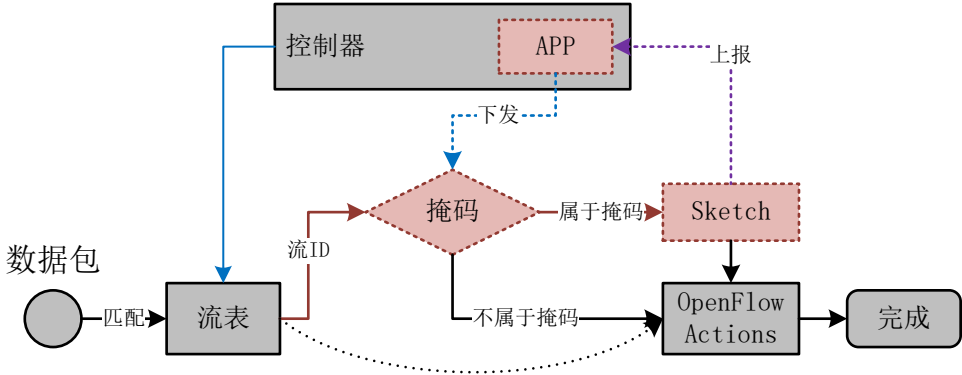 控制器
APP
上报
下发
掩码
属于掩码
Sketch
流ID
数据包
匹配
流表
不属于掩码
OpenFlow
Actions
完成